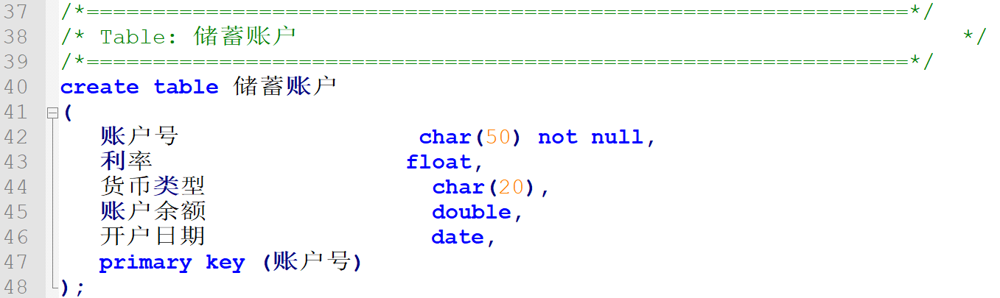 37 /*==============================================================*/
38 /* Table: 储蓄账户                                                  */
39 /*==============================================================*/
40 create table 储蓄账户
41 (
42    账户号                  char(50) not null,
43    利率                   float,
44    货币类型                 char(20),
45    账户余额                 double,
46    开户日期                 date,
47    primary key (账户号)
48 );